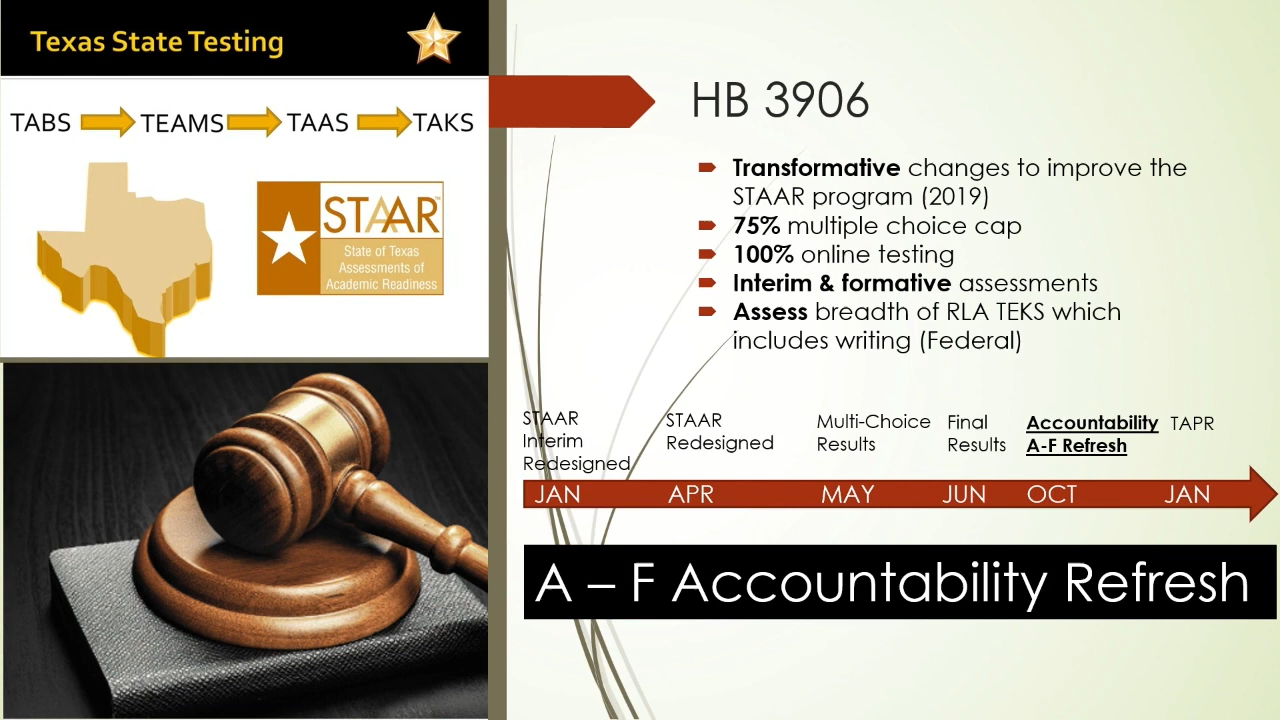 Texas State Testing
TABS TEAMS TAAS TAKS
STAAR™
State of Texas
Assessments of
Academic Readiness
HB 3906
Transformative changes to improve the
STAAR program (2019)
75% multiple choice cap
100% online testing
Interim & formative assessments
Assess breadth of RLA TEKS which
includes writing (Federal)
STAAR
Interim
Redesigned
STAAR
Redesigned
Multi-Choice
Results
Final
Results
Accountability
A-F Refresh
TAPR
JAN APR MAY JUN OCT JAN
A – F Accountability Refresh